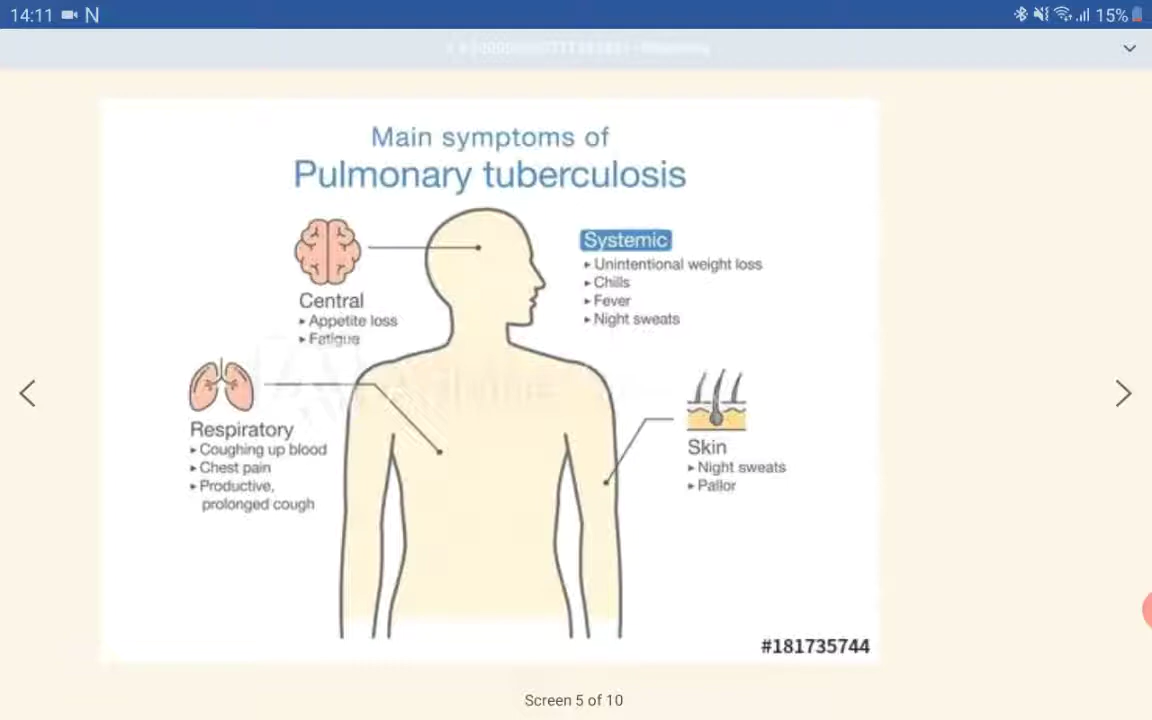 14:11 N 15%
Main symptoms of
Pulmonary tuberculosis
Central
▸ Appetite loss
▸ Fatigue
Systemic
▸ Unintentional weight loss
▸ Chills
▸ Fever
▸ Night sweats
Respiratory
▸ Coughing up blood
▸ Chest pain
▸ Productive,
prolonged cough
Skin
▸ Night sweats
▸ Pallor
#181735744
Screen 5 of 10